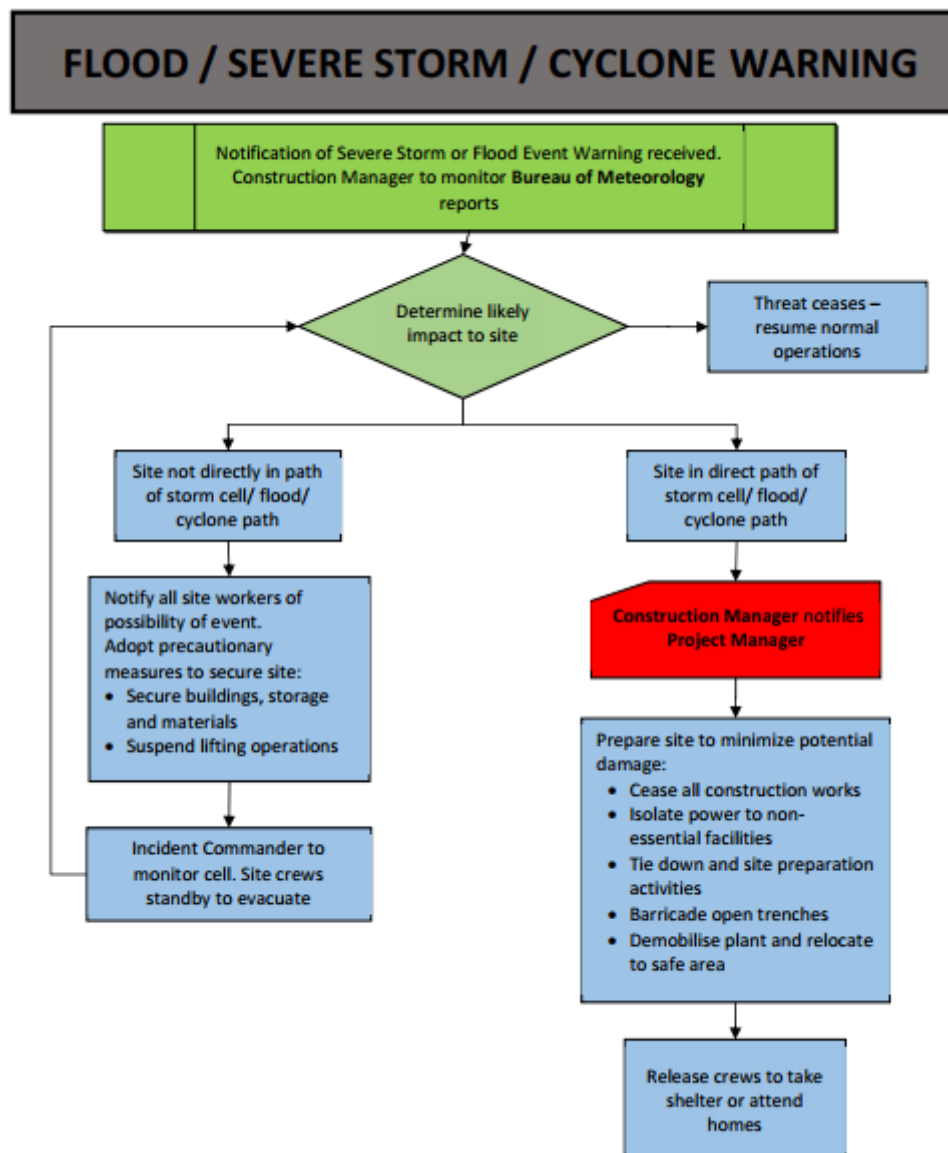 FLOOD / SEVERE STORM / CYCLONE WARNING
Notification of Severe Storm or Flood Event Warning received.
Construction Manager to monitor Bureau of Meteorology
reports
Determine likely
impact to site
Threat ceases –
resume normal
operations
Site not directly in path
of storm cell/ flood/
cyclone path
Notify all site workers of
possibility of event.
Adopt precautionary
measures to secure site:
• Secure buildings, storage
and materials
• Suspend lifting operations
Incident Commander to
monitor cell. Site crews
standby to evacuate
Site in direct path of
storm cell/ flood/
cyclone path
Construction Manager notifies
Project Manager
Prepare site to minimize potential
damage:
• Cease all construction works
• Isolate power to non-
essential facilities
• Tie down and site preparation
activities
• Barricade open trenches
• Demobilise plant and relocate
to safe area
Release crews to take
shelter or attend
homes